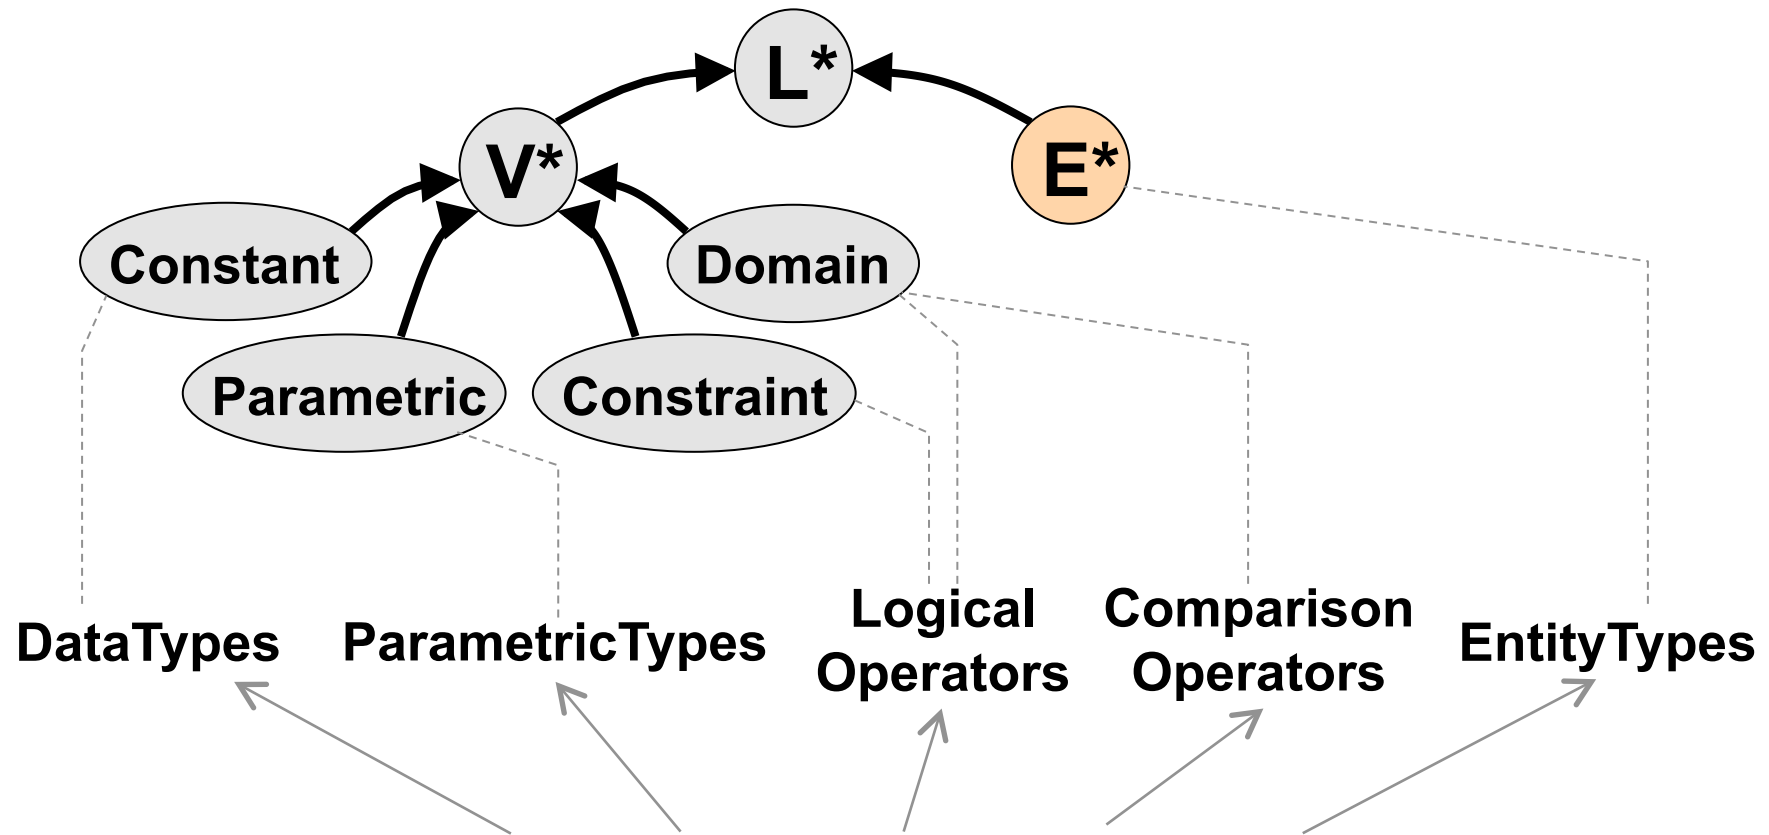 L*
V*
E*
Constant
Domain
Parametric
Constraint
DataTypes
ParametricTypes
Logical
Operators
Comparison
Operators
EntityTypes